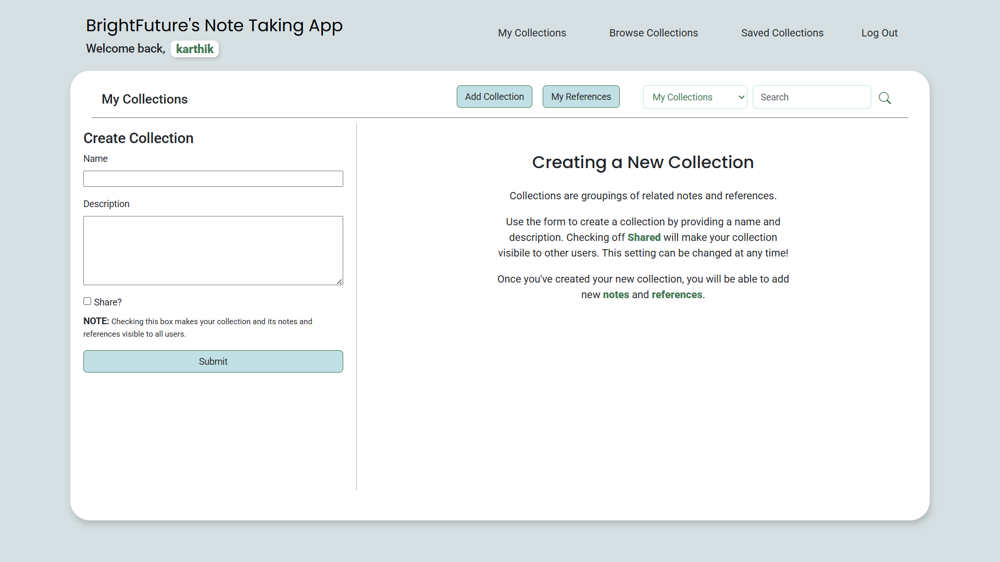 BrightFuture's Note Taking App
Welcome back, karthik
My Collections
Browse Collections
Saved Collections
Log Out
My Collections
Add Collection
My References
My Collections
Search
Create Collection
Name
Description
Share?
NOTE: Checking this box makes your collection and its notes and
references visible to all users.
Submit
Creating a New Collection
Collections are groupings of related notes and references.
Use the form to create a collection by providing a name and
description. Checking off Shared will make your collection
visibile to other users. This setting can be changed at any time!
Once you've created your new collection, you will be able to add
new notes and references.